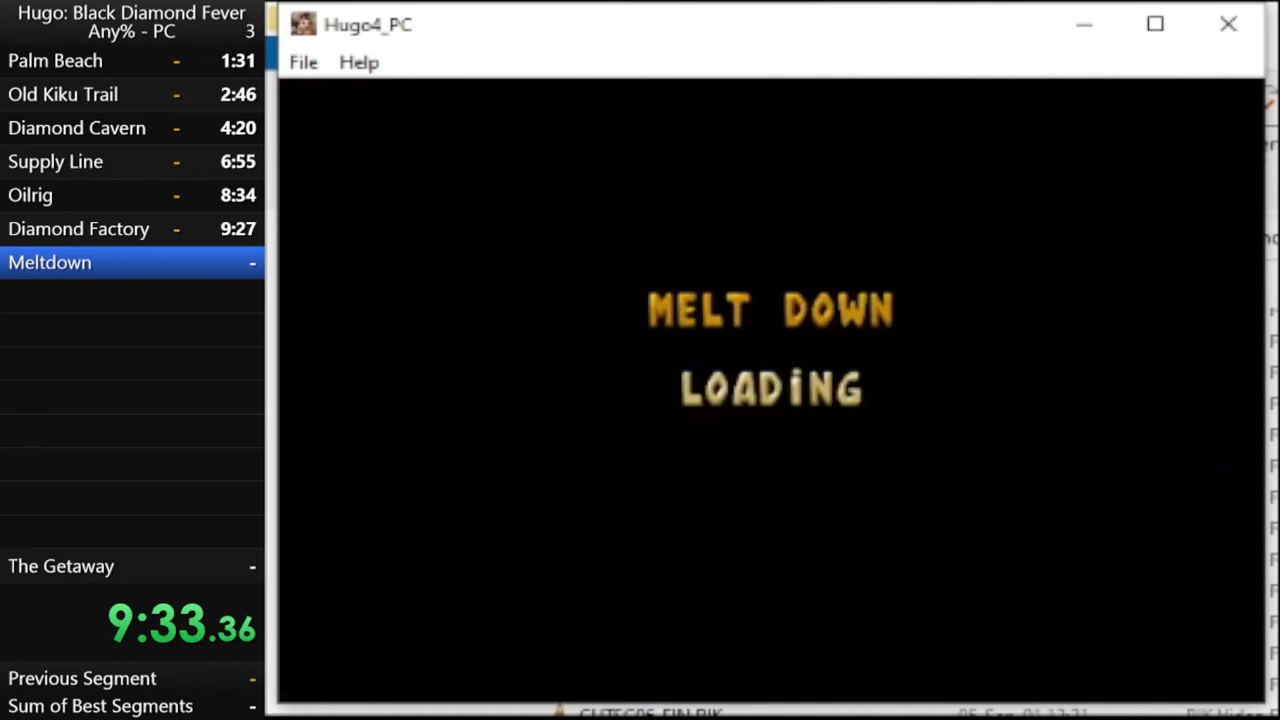 Hugo: Black Diamond Fever
Any% - PC 3
Palm Beach - 1:31
Old Kiku Trail - 2:46
Diamond Cavern - 4:20
Supply Line - 6:55
Oilrig - 8:34
Diamond Factory - 9:27
Meltdown -
The Getaway -
9:33.36
Previous Segment -
Sum of Best Segments -
Hugo4_PC
File Help
MELT DOWN
LOADiNG